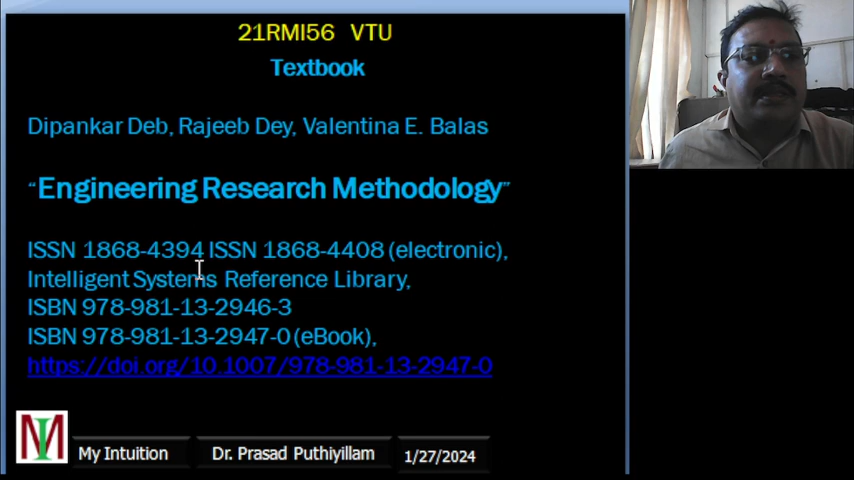 21RMI56 VTU
Textbook
Dipankar Deb, Rajeeb Dey, Valentina E. Balas
“Engineering Research Methodology”
ISSN 1868-4394 ISSN 1868-4408 (electronic),
Intelligent Systems Reference Library,
ISBN 978-981-13-2946-3
ISBN 978-981-13-2947-0 (eBook),
https://doi.org/10.1007/978-981-13-2947-0
MI
My Intuition
Dr. Prasad Puthiyillam
1/27/2024